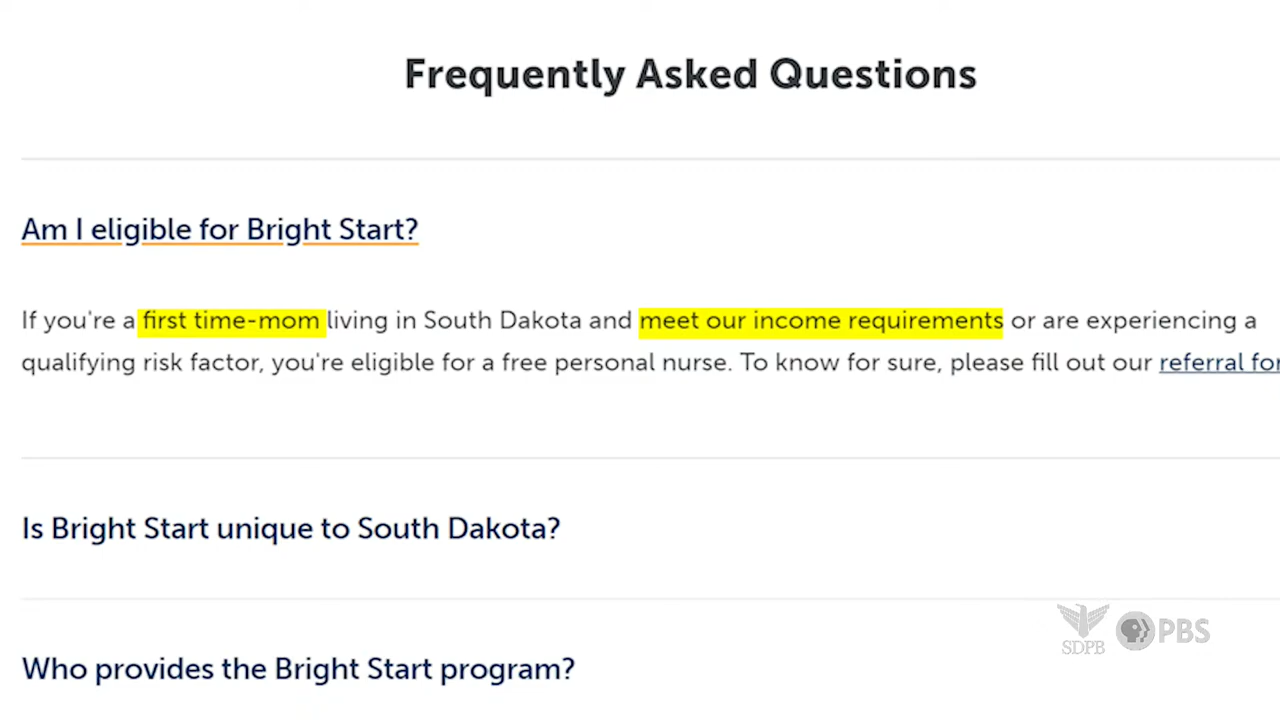 Frequently Asked Questions
Am I eligible for Bright Start?
If you're a first time-mom living in South Dakota and meet our income requirements or are experiencing a
qualifying risk factor, you're eligible for a free personal nurse. To know for sure, please fill out our referral for
Is Bright Start unique to South Dakota?
SDPB PBS
Who provides the Bright Start program?